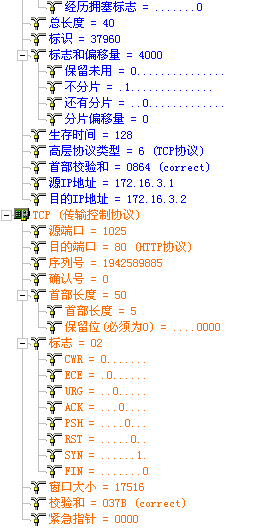 经历拥塞标志 = .......0
总长度 = 40
标识 = 37960
标志和偏移量 = 4000
保留未用 = 0...............
不分片 = .1..............
还有分片 = ..0.............
分片偏移量 = 0
生存时间 = 128
高层协议类型 = 6 (TCP协议)
首部校验和 = 0864 (correct)
源IP地址 = 172.16.3.1
目的IP地址 = 172.16.3.2
TCP (传输控制协议)
源端口 = 1025
目的端口 = 80 (HTTP协议)
序列号 = 1942589885
确认号 = 0
首部长度 = 50
首部长度 = 5
保留位(必须为0) = ....0000
标志 = 02
CWR = 0.......
ECE = .0......
URG = ..0.....
ACK = ...0....
PSH = ....0...
RST = .....0..
SYN = ......1.
FIN = .......0
窗口大小 = 17516
校验和 = 037B (correct)
紧急指针 = 0000